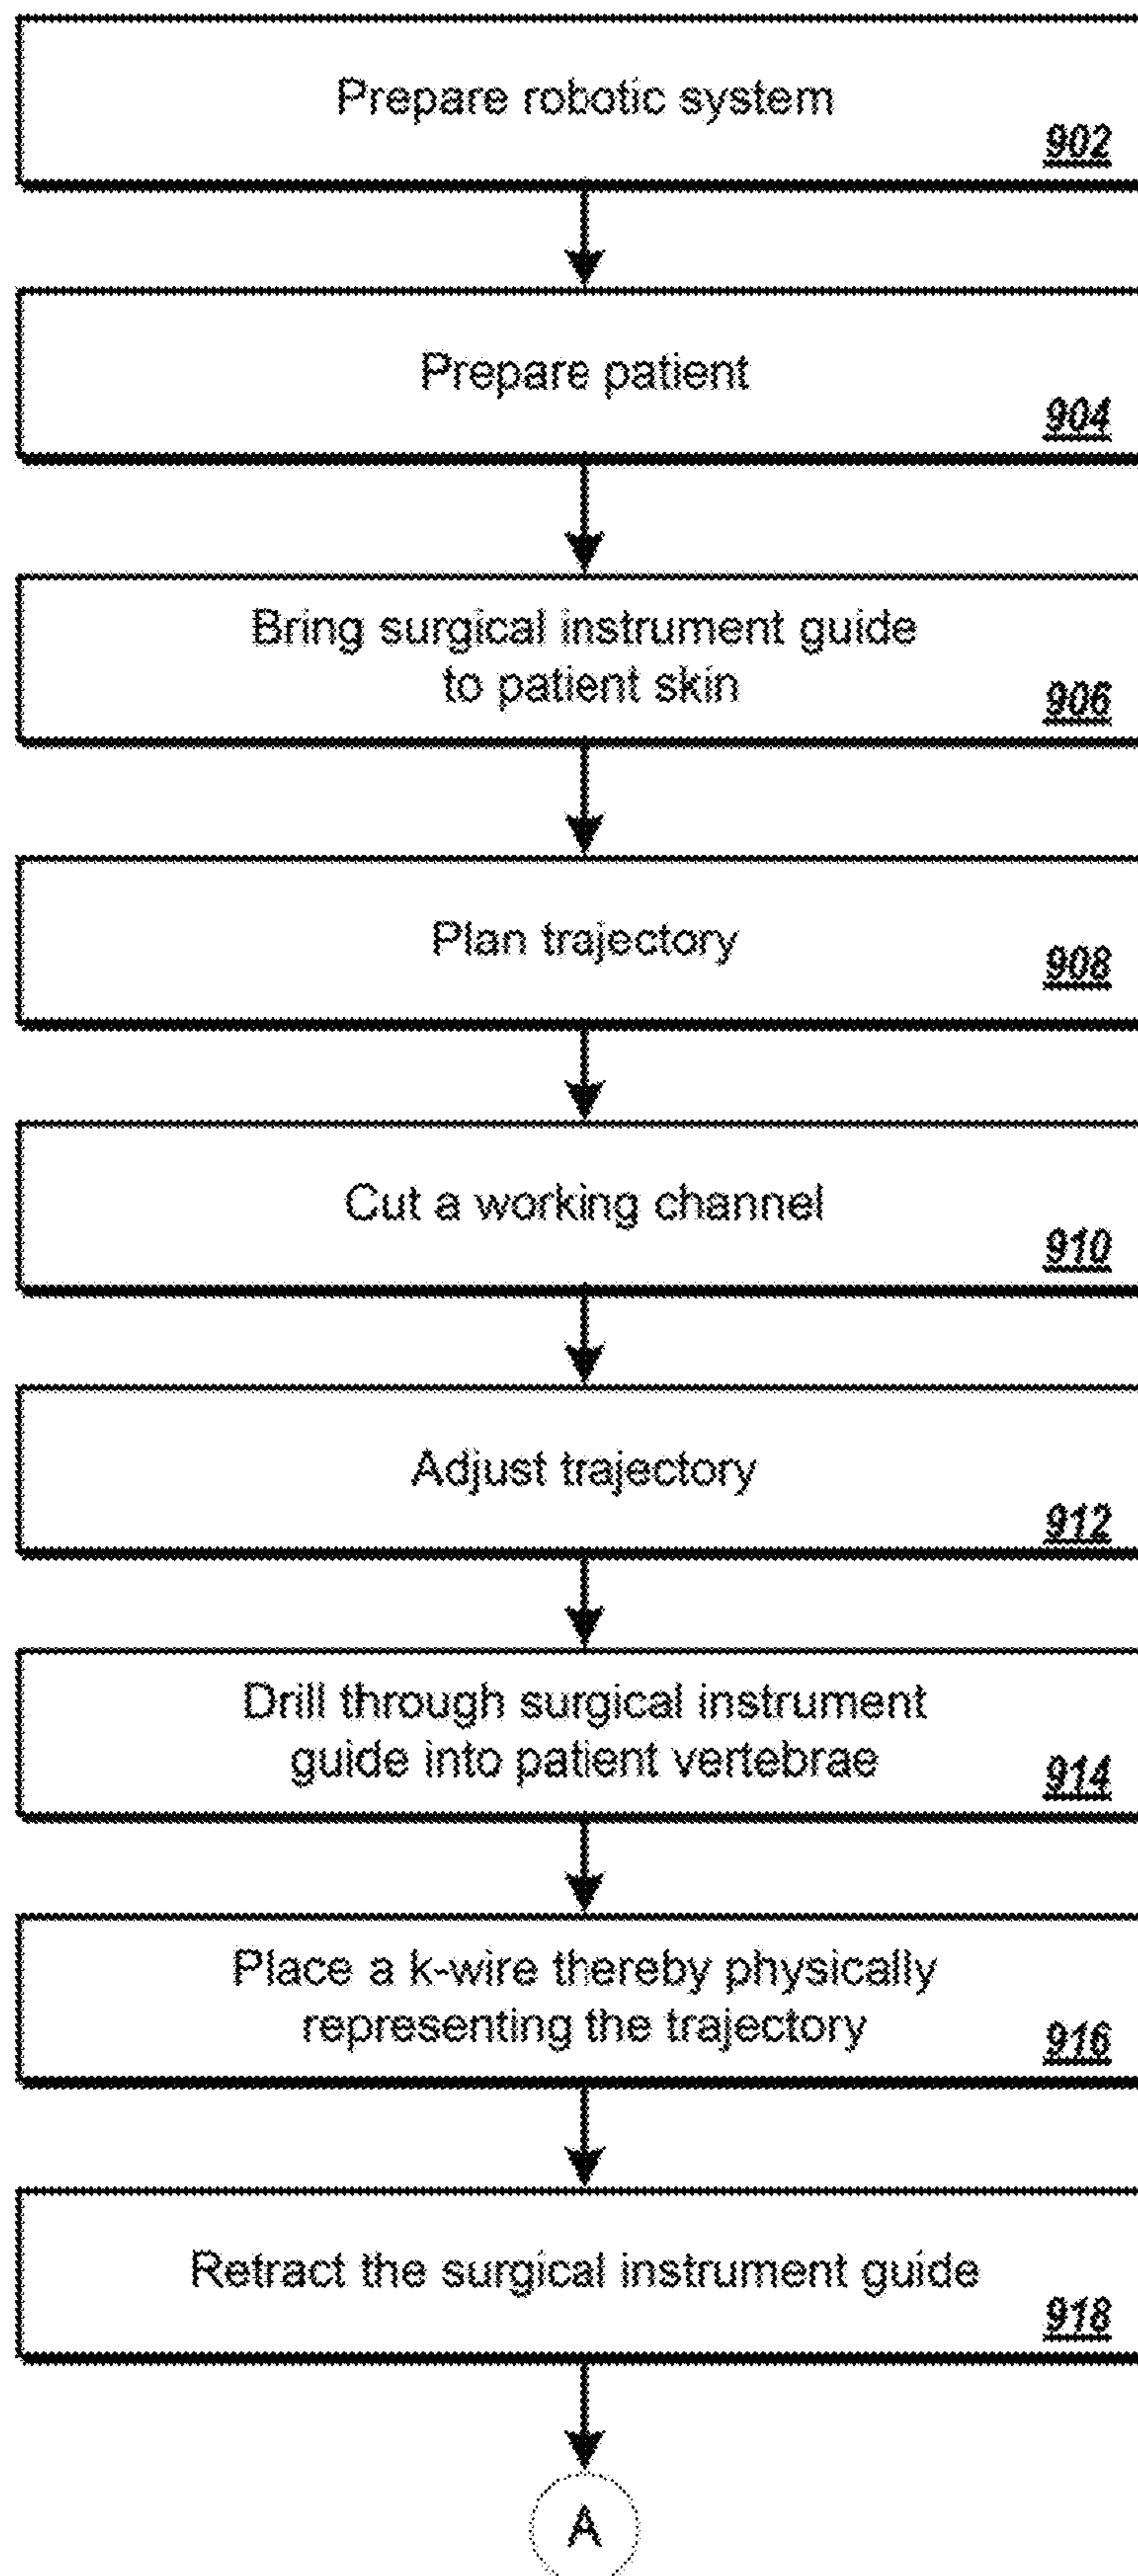 Prepare robotic system
902
Prepare patient
904
Bring surgical instrument guide
to patient skin
906
Plan trajectory
908
Cut a working channel
910
Adjust trajectory
912
Drill through surgical instrument
guide into patient vertebrae
914
Place a k-wire thereby physically
representing the trajectory
916
Retract the surgical instrument guide
918
A